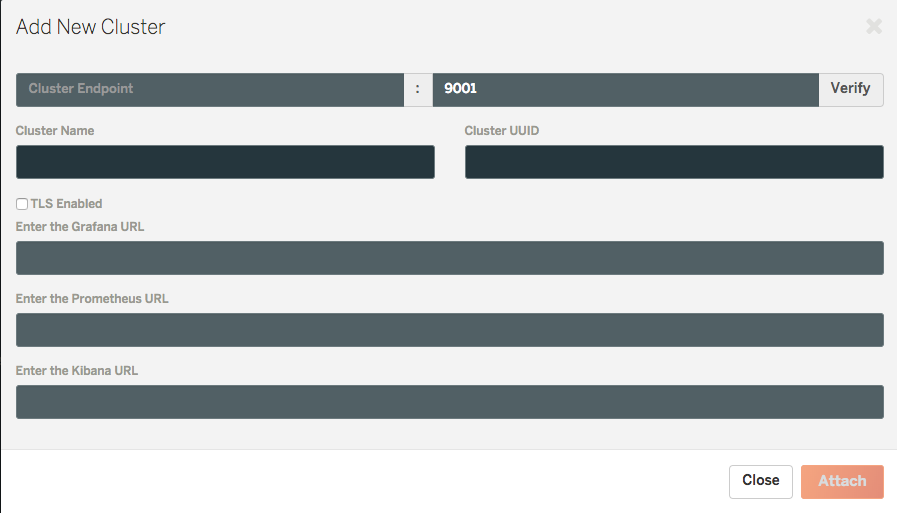 Add New Cluster
Cluster Endpoint : 9001 Verify
Cluster Name Cluster UUID
TLS Enabled
Enter the Grafana URL
Enter the Prometheus URL
Enter the Kibana URL
Close Attach